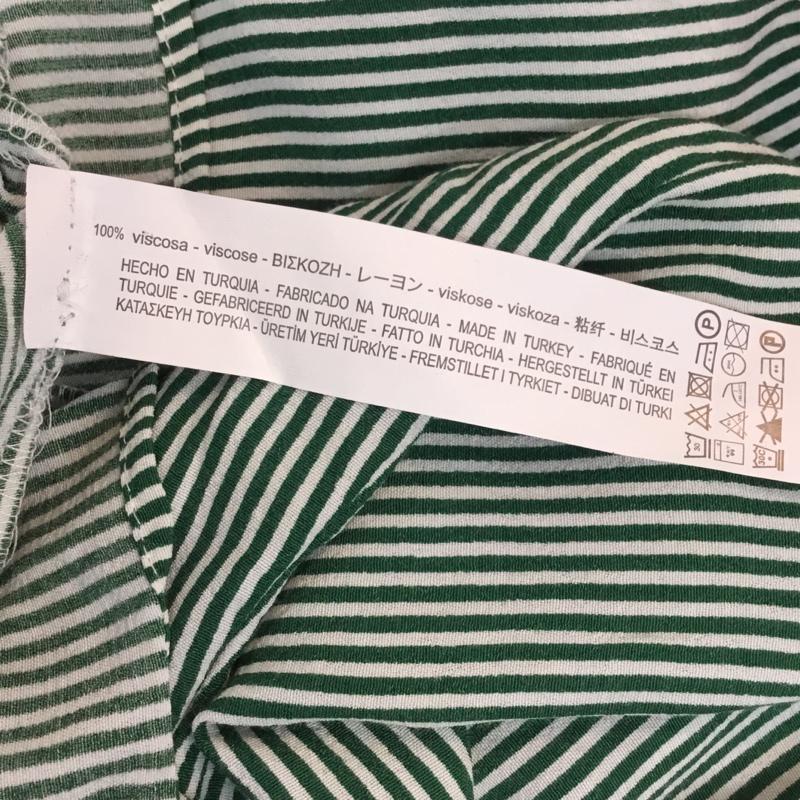 100% viscosa - viscose - ΒΙΣΚΟΖΗ - レーヨン - viskose - viskoza - 粘纤 - 비스코스
HECHO EN TURQUIA - FABRICADO NA TURQUIA - MADE IN TURKEY - FABRIQUÉ EN
TURQUIE - GEFABRICEERD IN TURKIJE - FATTO IN TURCHIA - HERGESTELLT IN TÜRKEI
ΚΑΤΑΣΚΕΥΗ ΤΟΥΡΚΙΑ - ÜRETİM YERİ TÜRKİYE - FREMSTILLET I TYRKIET - DIBUAT DI TURKI
P
P
30
30C